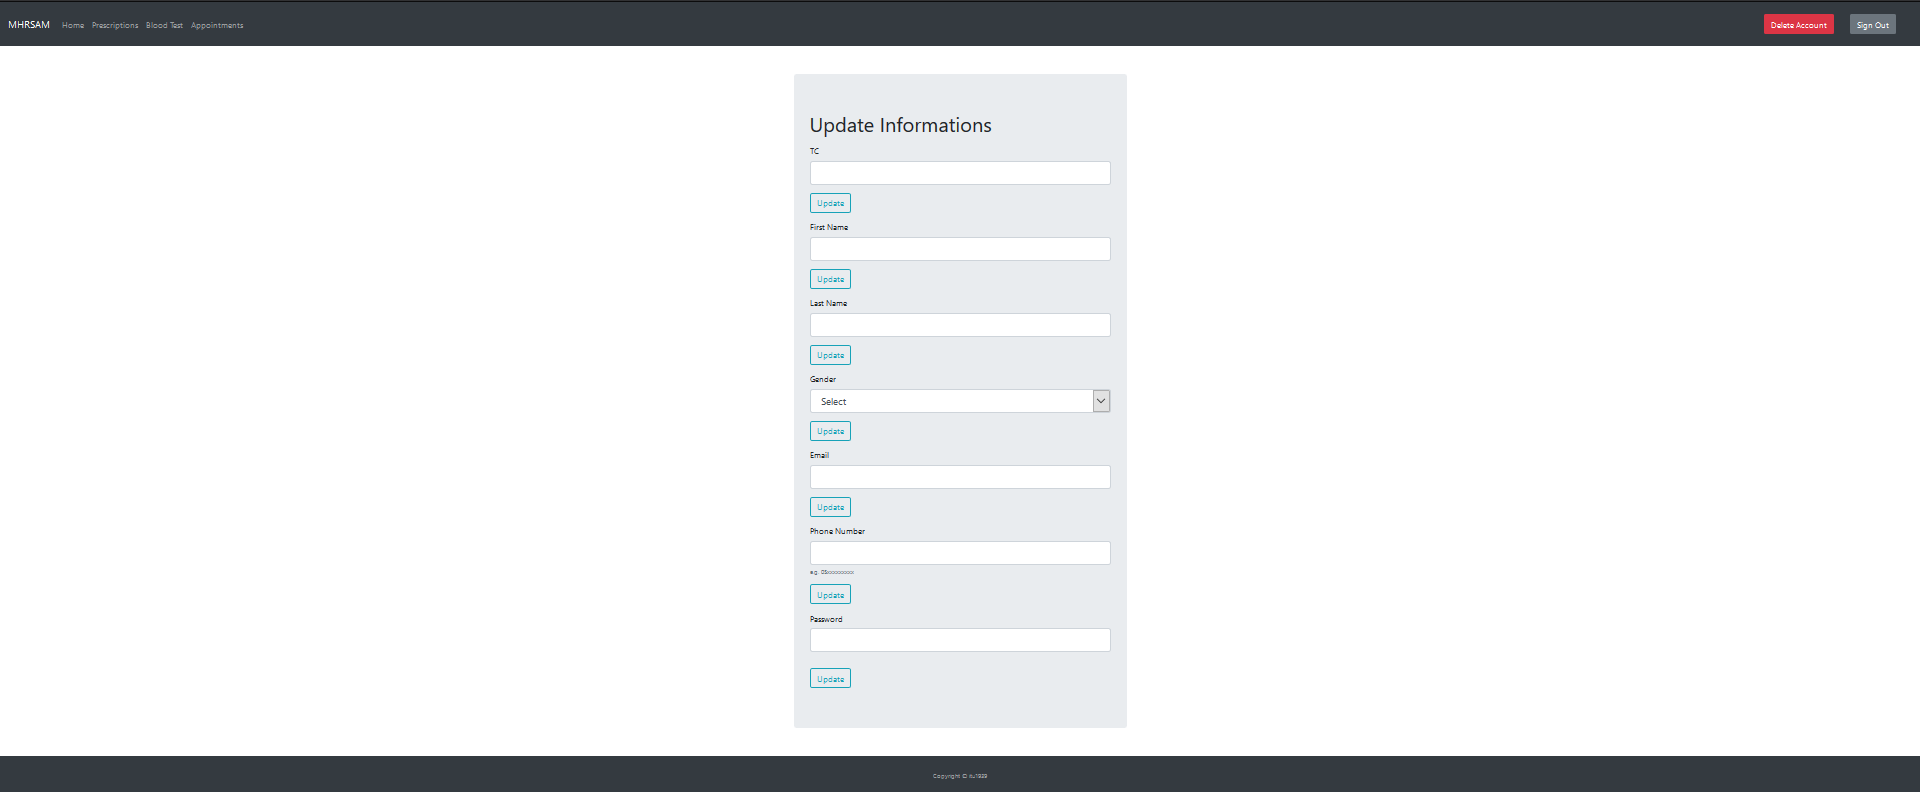 MHRSAM Home Prescriptions Blood Test Appointments Delete Account Sign Out
Update Informations
TC
Update
First Name
Update
Last Name
Update
Gender
Select
Update
Email
Update
Phone Number
e.g. 05xxxxxxxxx
Update
Password
Update
Copyright © itu1939